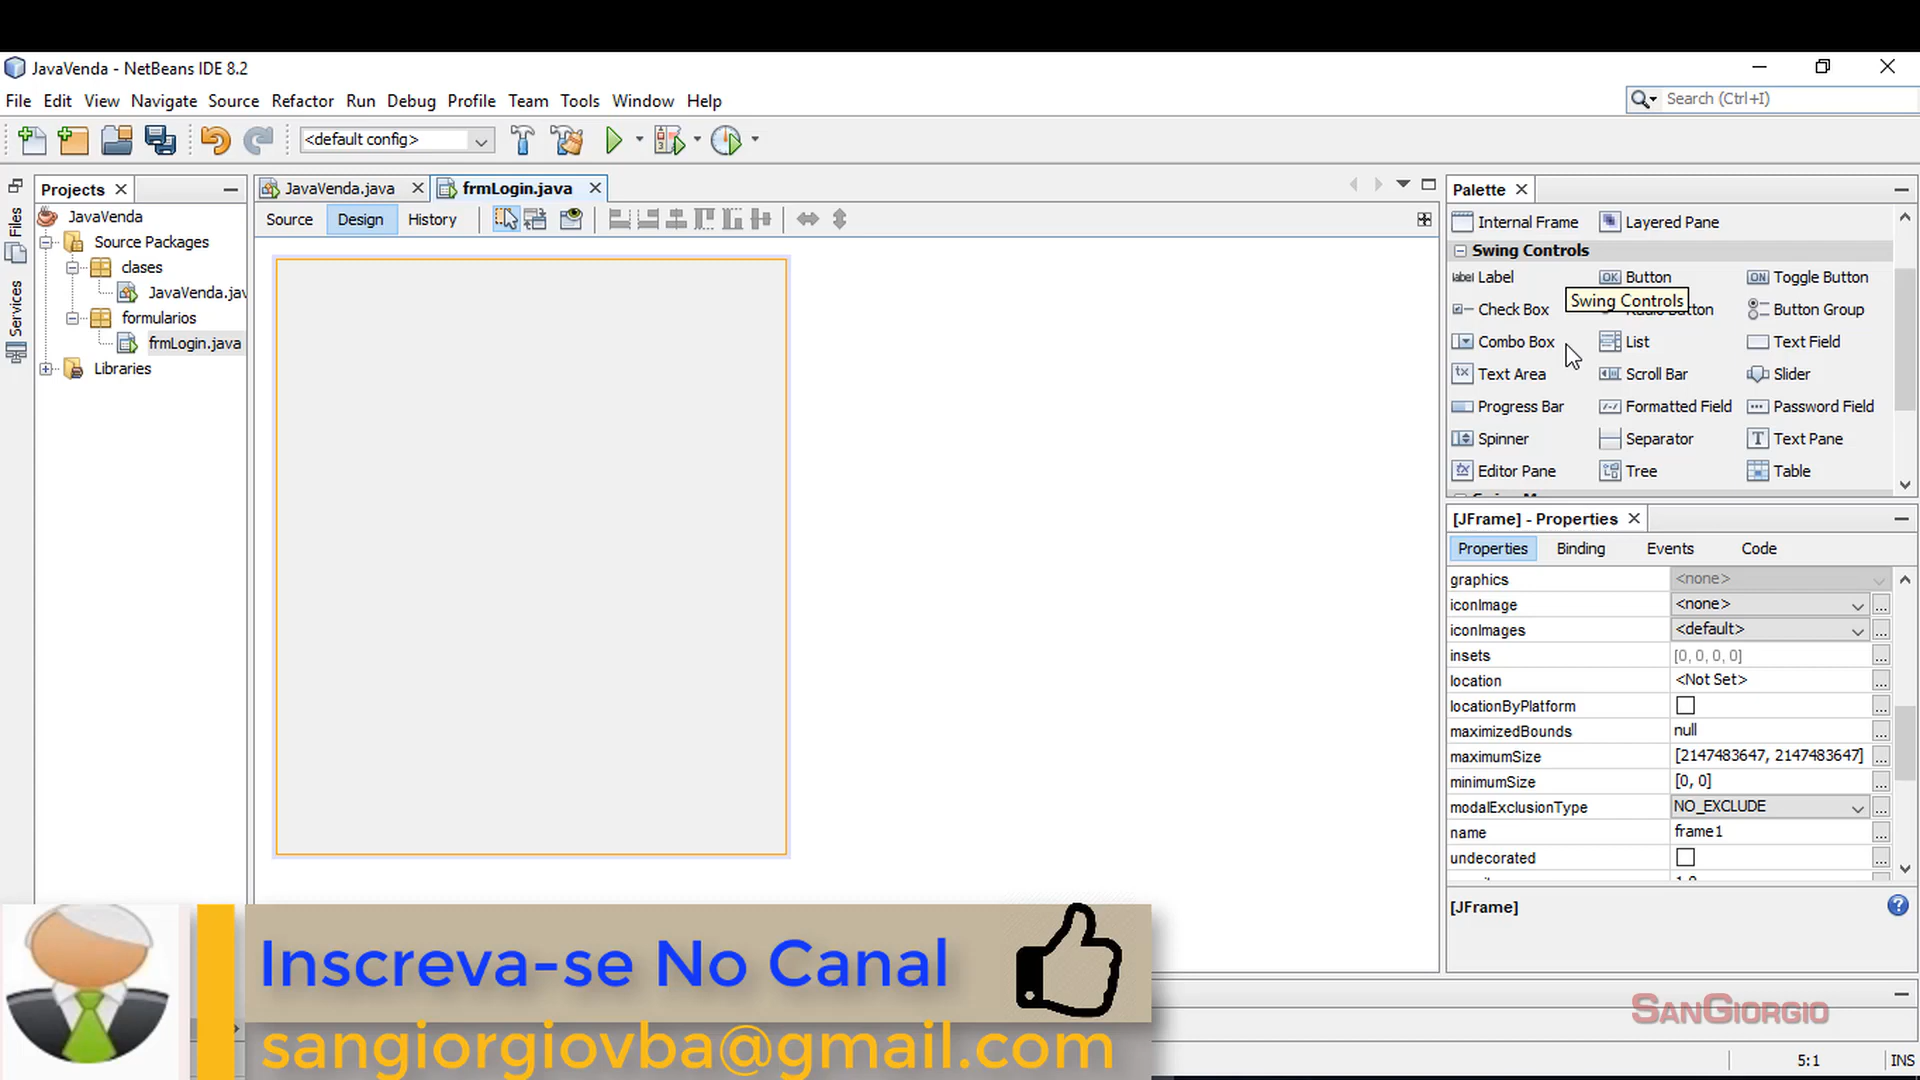 JavaVenda - NetBeans IDE 8.2
File Edit View Navigate Source Refactor Run Debug Profile Team Tools Window Help
Search (Ctrl+I)
<default config>
Files
Services
Projects
JavaVenda
Source Packages
clases
JavaVenda.jav
formularios
frmLogin.java
Libraries
JavaVenda.java
frmLogin.java
Source Design History
Palette
Internal Frame Layered Pane
Swing Controls
Label Button Toggle Button
Swing Controls
Check Box Button Group
Combo Box List Text Field
Text Area Scroll Bar Slider
Progress Bar Formatted Field Password Field
Spinner Separator Text Pane
Editor Pane Tree Table
[JFrame] - Properties
Properties Binding Events Code
graphics <none>
iconImage <none>
iconImages <default>
insets [0, 0, 0, 0]
location <Not Set>
locationByPlatform
maximizedBounds null
maximumSize [2147483647, 2147483647]
minimumSize [0, 0]
modalExclusionType NO_EXCLUDE
name frame1
undecorated
[JFrame]
Inscreva-se No Canal
sangiorgiovba@gmail.com
SANGIORGIO
5:1 INS